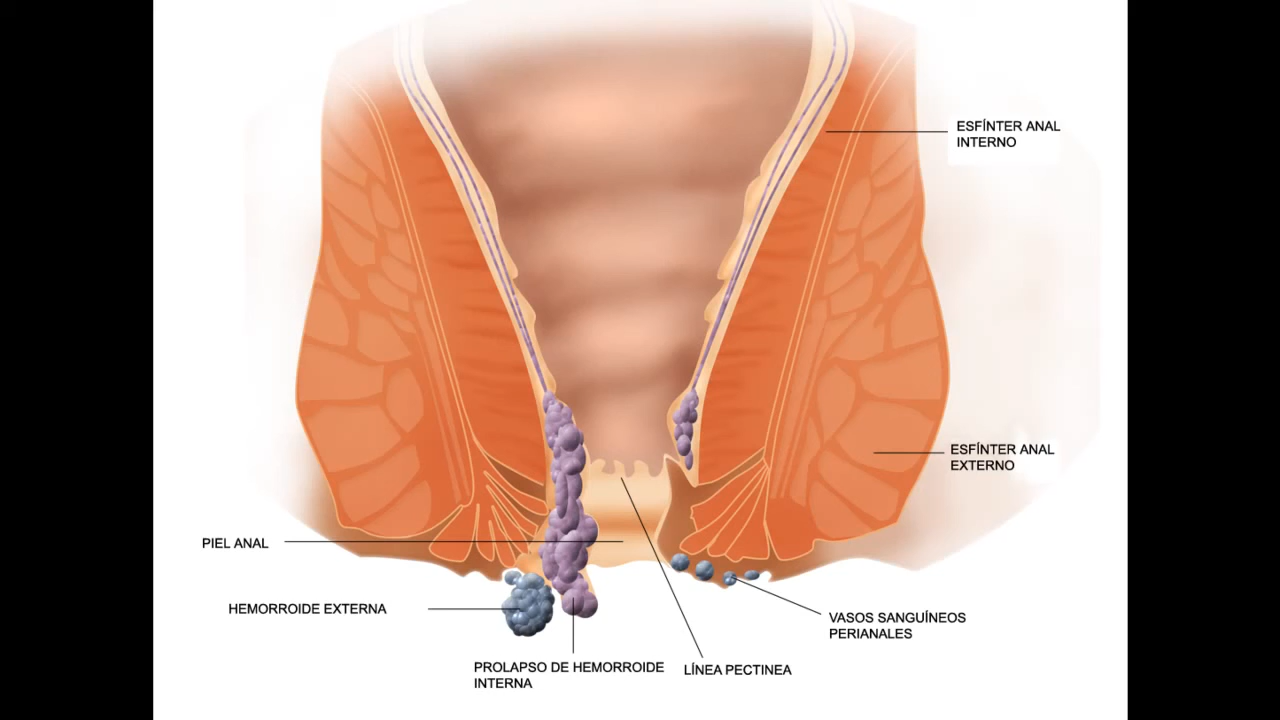 ESFÍNTER ANAL
INTERNO
ESFÍNTER ANAL
EXTERNO
PIEL ANAL
HEMORROIDE EXTERNA
VASOS SANGUÍNEOS
PERIANALES
PROLAPSO DE HEMORROIDE
INTERNA
LÍNEA PECTINEA